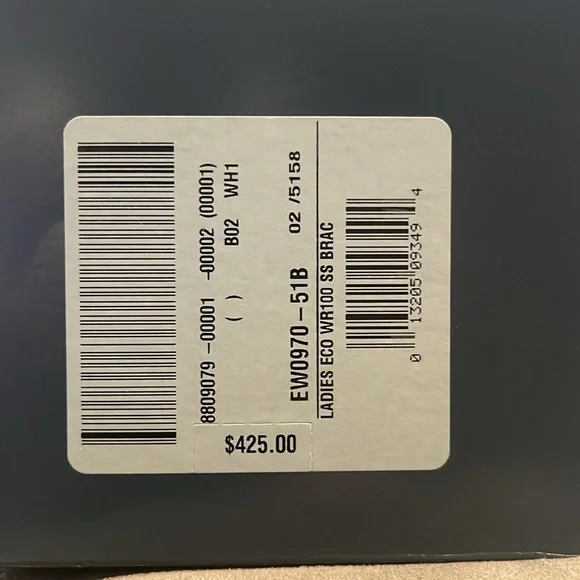 8809079 -00001 -00002 (00001)
( ) B02 WH1
EW0970-51B 02 /5158
LADIES ECO WR100 SS BRAC
0 13205 09349 4
$425.00